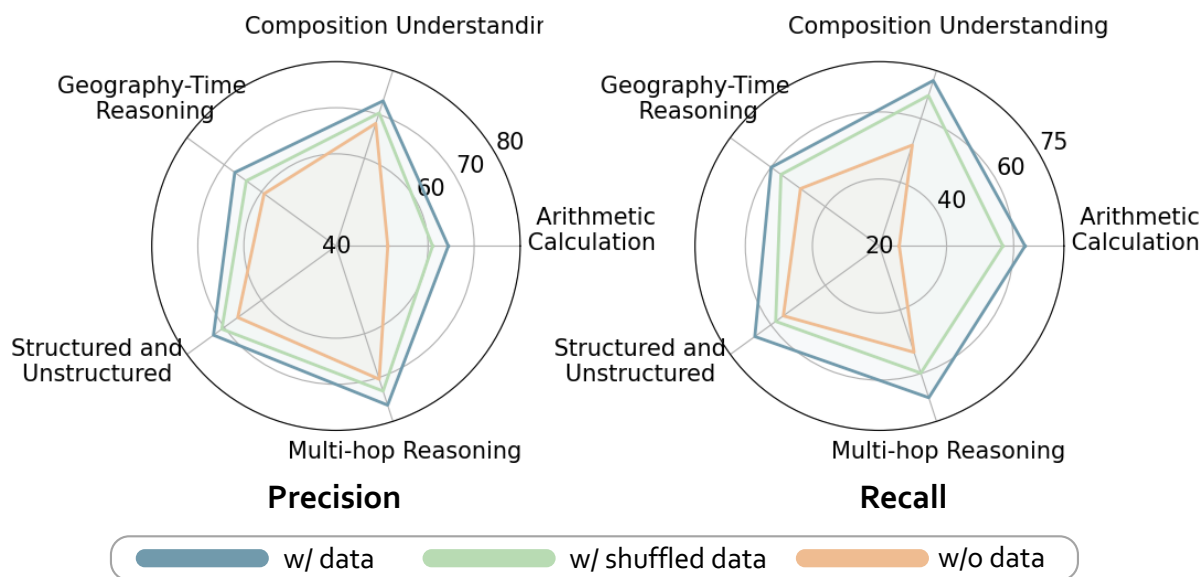 Composition Understandin
Geography-Time
Reasoning
80
70
60
40
Arithmetic
Calculation
Structured and
Unstructured
Multi-hop Reasoning
Precision
Composition Understanding
Geography-Time
Reasoning
75
60
40
20
Arithmetic
Calculation
Structured and
Unstructured
Multi-hop Reasoning
Recall
w/ data
w/ shuffled data
w/o data